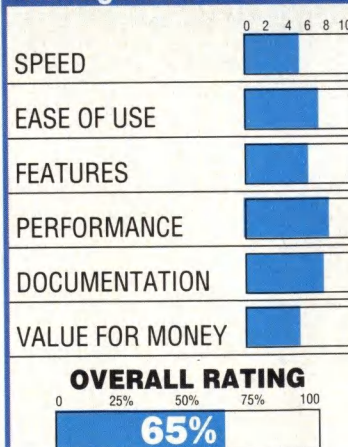 0 2 4 6 8 10
SPEED
EASE OF USE
FEATURES
PERFORMANCE
DOCUMENTATION
VALUE FOR MONEY
OVERALL RATING
0 25% 50% 75% 100
65%